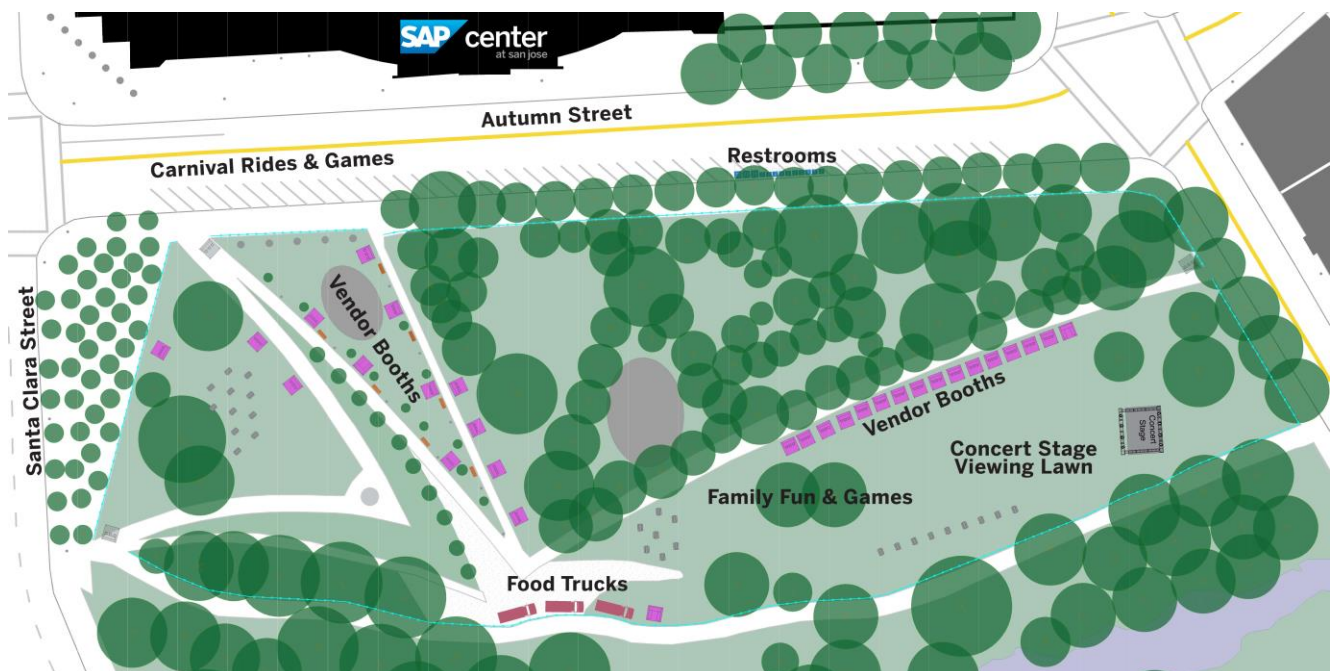 SAP center
at san jose
Autumn Street
Carnival Rides & Games
Restrooms
Santa Clara Street
Vendor Booths
Vendor Booths
Concert
Stage
Concert Stage
Viewing Lawn
Family Fun & Games
Food Trucks